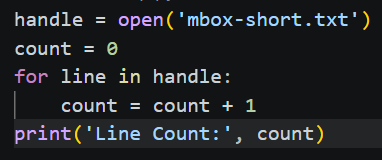 handle = open('mbox-short.txt')
count = 0
for line in handle:
    count = count + 1
print('Line Count:', count)